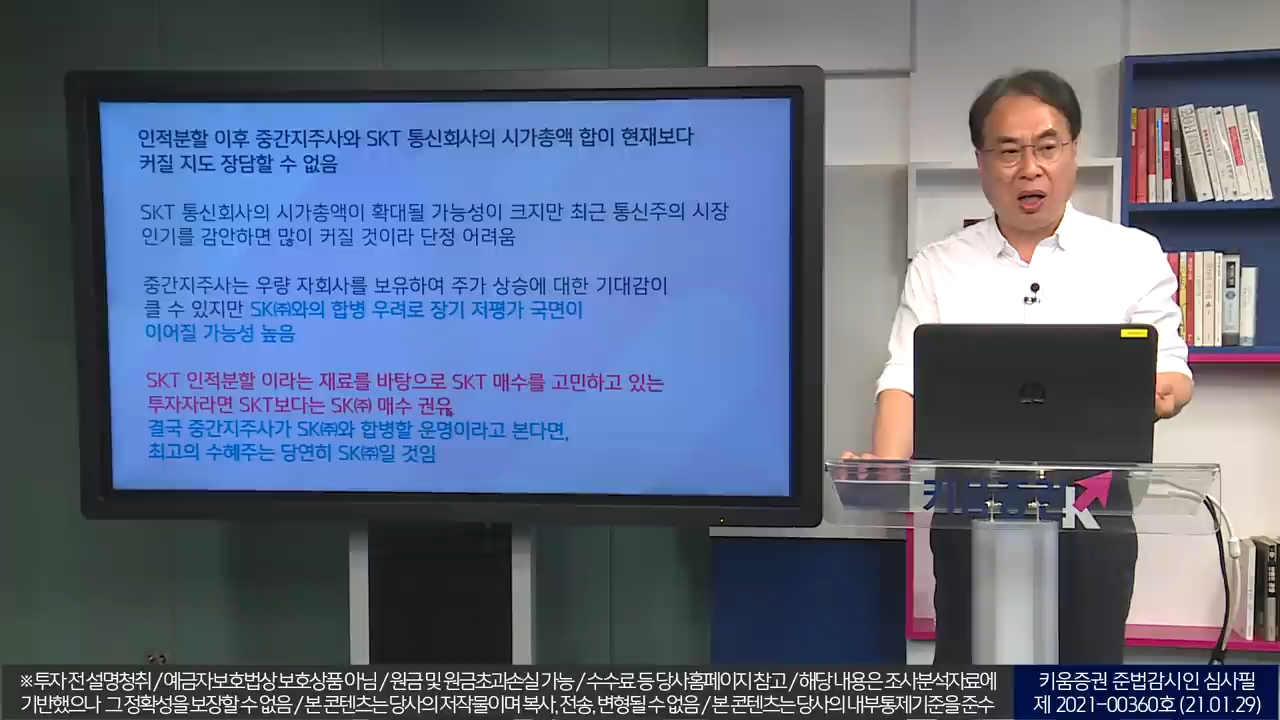 인적분할 이후 중간지주사와 SKT 통신회사의 시가총액 합이 현재보다
커질 지도 장담할 수 없음
SKT 통신회사의 시가총액이 확대될 가능성이 크지만 최근 통신주의 시장
인기를 감안하면 많이 커질 것이라 단정 어려움
중간지주사는 우량 자회사를 보유하여 주가 상승에 대한 기대감이
클 수 있지만 SK㈜와의 합병 우려로 장기 저평가 국면이
이어질 가능성 높음
SKT 인적분할 이라는 재료를 바탕으로 SKT 매수를 고민하고 있는
투자자라면 SKT보다는 SK㈜ 매수 권유
결국 중간지주사가 SK㈜와 합병할 운명이라고 본다면,
최고의 수혜주는 당연히 SK㈜일 것임
키움증권
※ 투자 전 설명청취 / 예금자보호법상 보호상품 아님 / 원금 및 원금초과손실 가능 / 수수료 등 당사홈페이지 참고 / 해당 내용은 조사분석자료에
기반했으나 그 정확성을 보장할 수 없음 / 본 콘텐츠는 당사의 저작물이며 복사, 전송, 변형될 수 없음 / 본 콘텐츠는 당사의 내부통제기준을 준수
키움증권 준법감시인 심사필
제 2021-00360호 (21.01.29)